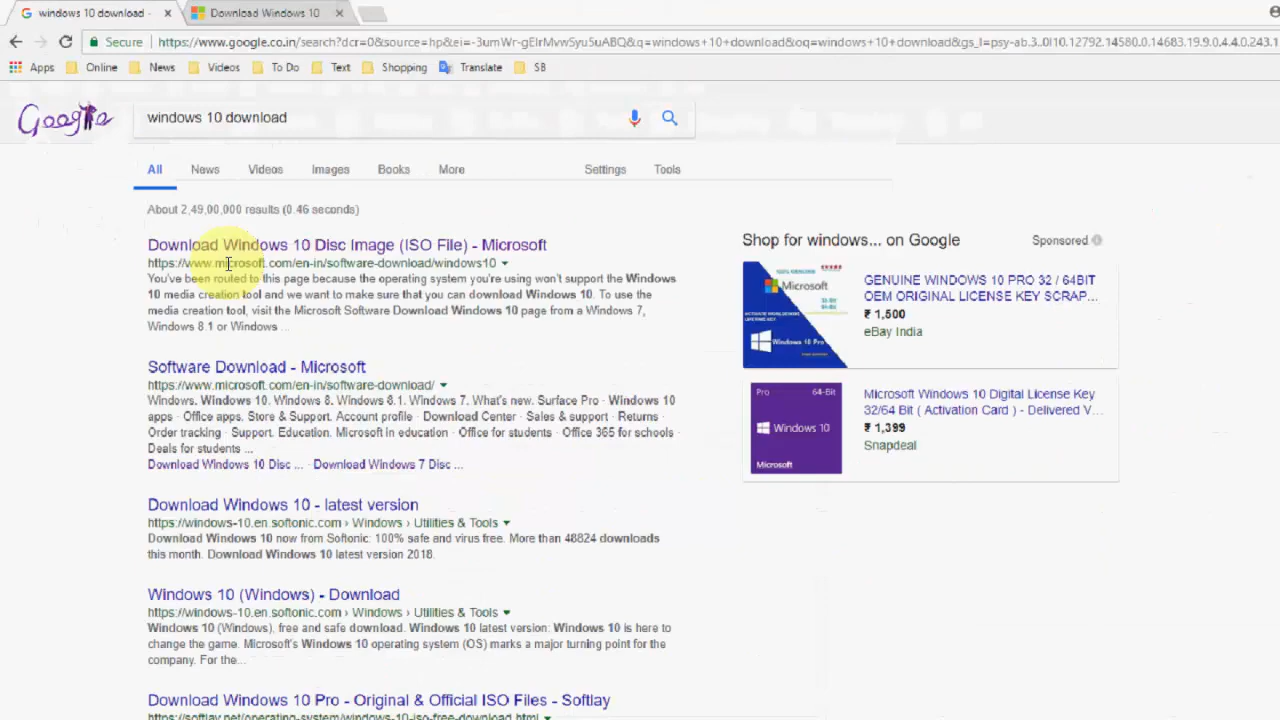 windows 10 download -
Download Windows 10
Secure
https://www.google.co.in/search?dcr=0&source=hp&ei=-3umWr-gEIrMvwSyu5uABQ&q=windows+10+download&oq=windows+10+download&gs_l=psy-ab.3..0l10.12792.14580.0.14683.19.9.0.4.4.0.243.1
Apps Online News Videos To Do Text Shopping Translate SB
Google
windows 10 download
All News Videos Images Books More Settings Tools
About 2,49,00,000 results (0.46 seconds)
Download Windows 10 Disc Image (ISO File) - Microsoft
https://www.microsoft.com/en-in/software-download/windows10
You've been routed to this page because the operating system you're using won't support the Windows
10 media creation tool and we want to make sure that you can download Windows 10. To use the
media creation tool, visit the Microsoft Software Download Windows 10 page from a Windows 7,
Windows 8.1 or Windows ...
Software Download - Microsoft
https://www.microsoft.com/en-in/software-download/
Windows. Windows 10. Windows 8. Windows 8.1. Windows 7. What's new. Surface Pro · Windows 10
apps · Office apps. Store & Support. Account profile · Download Center · Sales & support · Returns ·
Order tracking · Support. Education. Microsoft in education · Office for students · Office 365 for schools ·
Deals for students ...
Download Windows 10 Disc ... · Download Windows 7 Disc ...
Download Windows 10 - latest version
https://windows-10.en.softonic.com › Windows › Utilities & Tools
Download Windows 10 now from Softonic: 100% safe and virus free. More than 48824 downloads
this month. Download Windows 10 latest version 2018.
Windows 10 (Windows) - Download
https://windows-10.en.softonic.com › Windows › Utilities & Tools
Windows 10 (Windows), free and safe download. Windows 10 latest version: Windows 10 is here to
change the game. Microsoft's Windows 10 operating system (OS) marks a major turning point for the
company. For the...
Download Windows 10 Pro - Original & Official ISO Files - Softlay
https://softlay.net/operating-system/windows-10-iso-free-download.html
Shop for windows... on Google
Sponsored
Microsoft
Windows 10 Pro
GENUINE WINDOWS 10 PRO 32 / 64BIT
OEM ORIGINAL LICENSE KEY SCRAP...
₹ 1,500
eBay India
Pro 64-Bit
Windows 10
Microsoft
Microsoft Windows 10 Digital License Key
32/64 Bit ( Activation Card ) - Delivered V...
₹ 1,399
Snapdeal